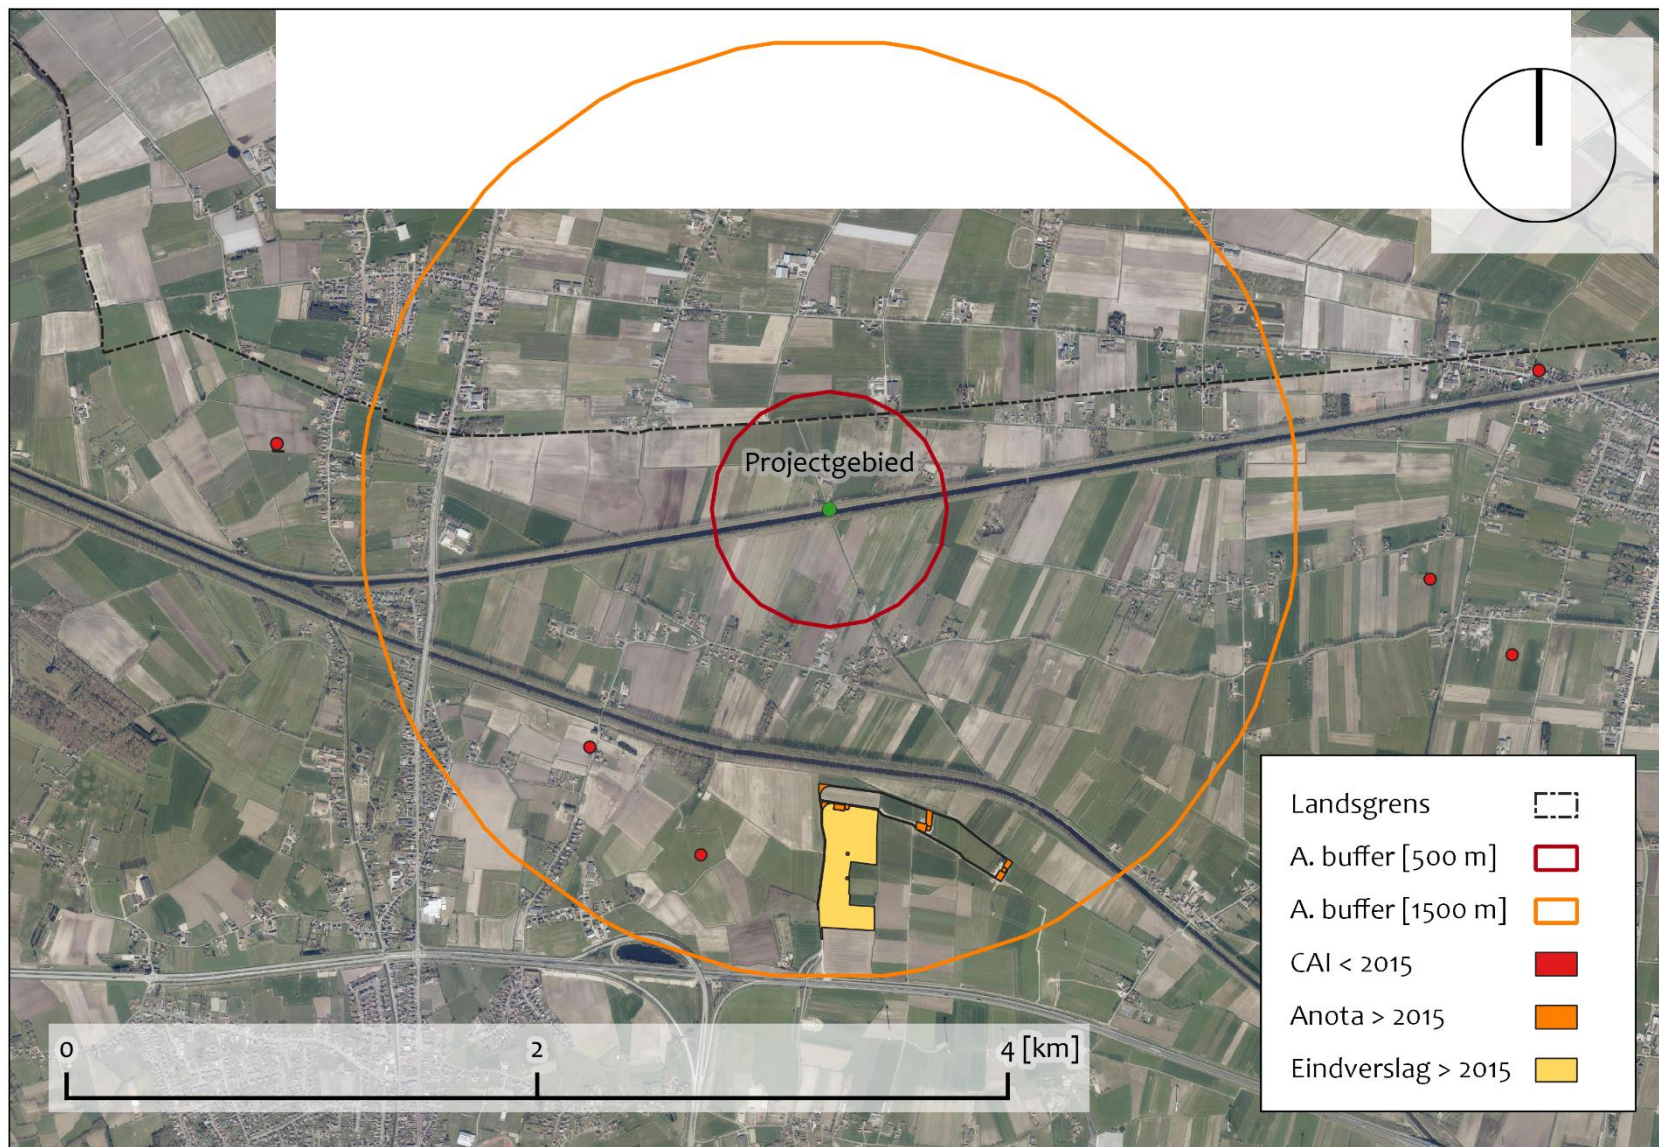 Projectgebied
Landsgrens
A. buffer [500 m]
A. buffer [1500 m]
CAI < 2015
Anota > 2015
Eindverslag > 2015
0 2 4 [km]